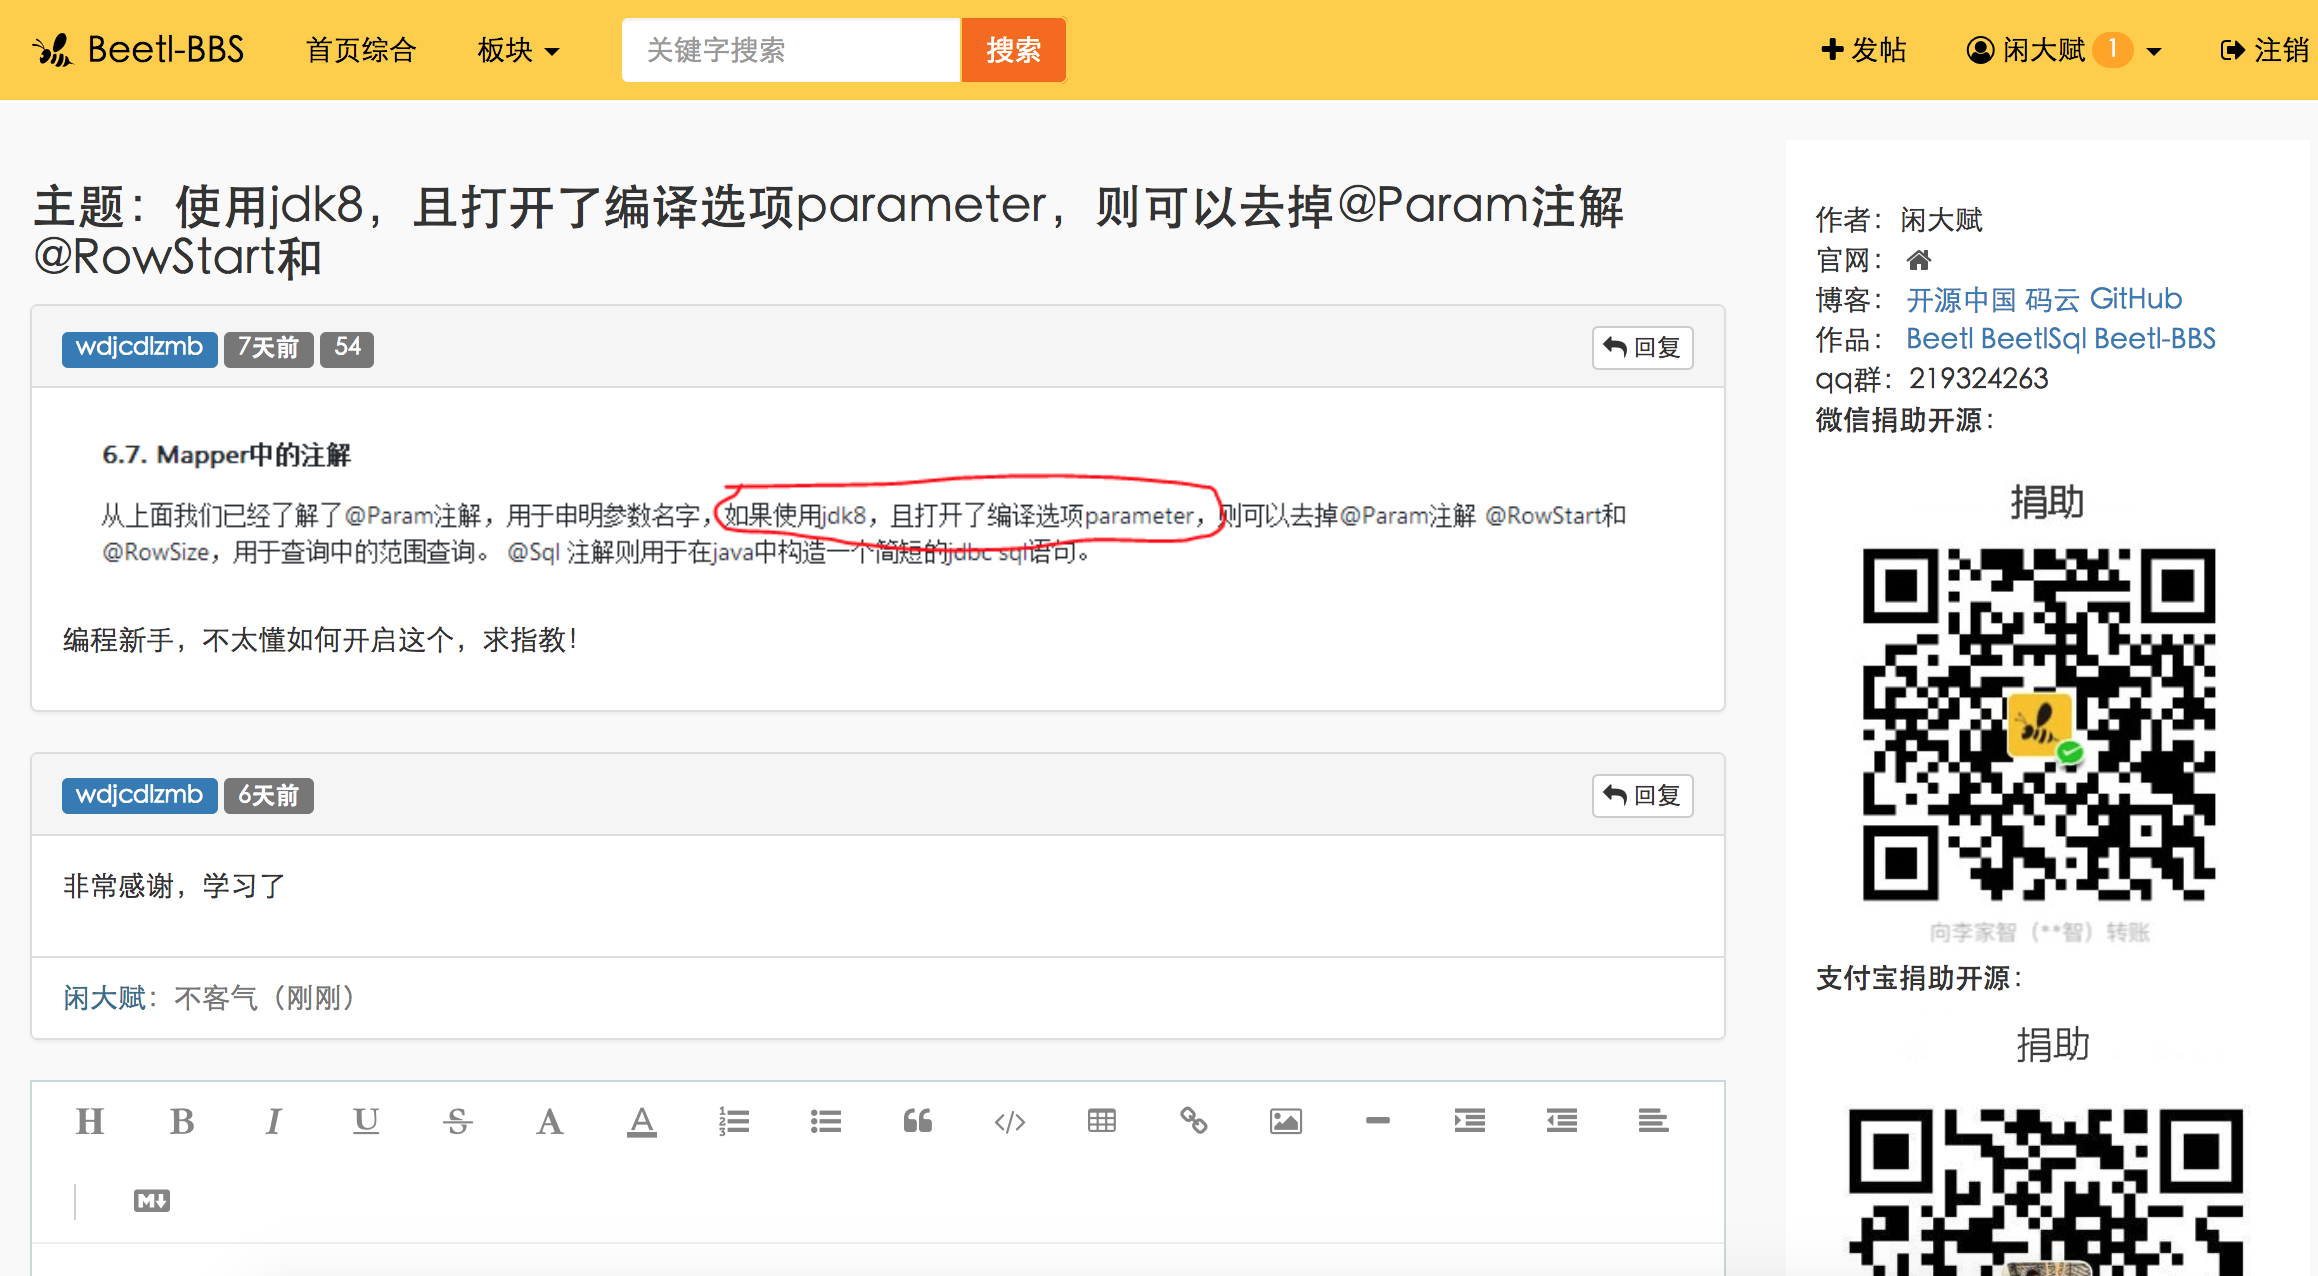 Beetl-BBS 首页综合 板块 关键字搜索 搜索 发帖 闲大赋 1 注销
主题：使用jdk8，且打开了编译选项parameter，则可以去掉@Param注解
@RowStart和
wdjcdlzmb 7天前 54 回复
6.7. Mapper中的注解
从上面我们已经了解了@Param注解，用于申明参数名字，如果使用jdk8，且打开了编译选项parameter，则可以去掉@Param注解 @RowStart和
@RowSize，用于查询中的范围查询。 @Sql 注解则用于在java中构造一个简短的jdbc sql语句。
编程新手，不太懂如何开启这个，求指教！
wdjcdlzmb 6天前 回复
非常感谢，学习了
闲大赋：不客气（刚刚）
H B I U S A A
M
作者：闲大赋
官网：
博客： 开源中国 码云 GitHub
作品： Beetl BeetlSql Beetl-BBS
qq群：219324263
微信捐助开源：
捐助
向李家智（**智）转账
支付宝捐助开源：
捐助